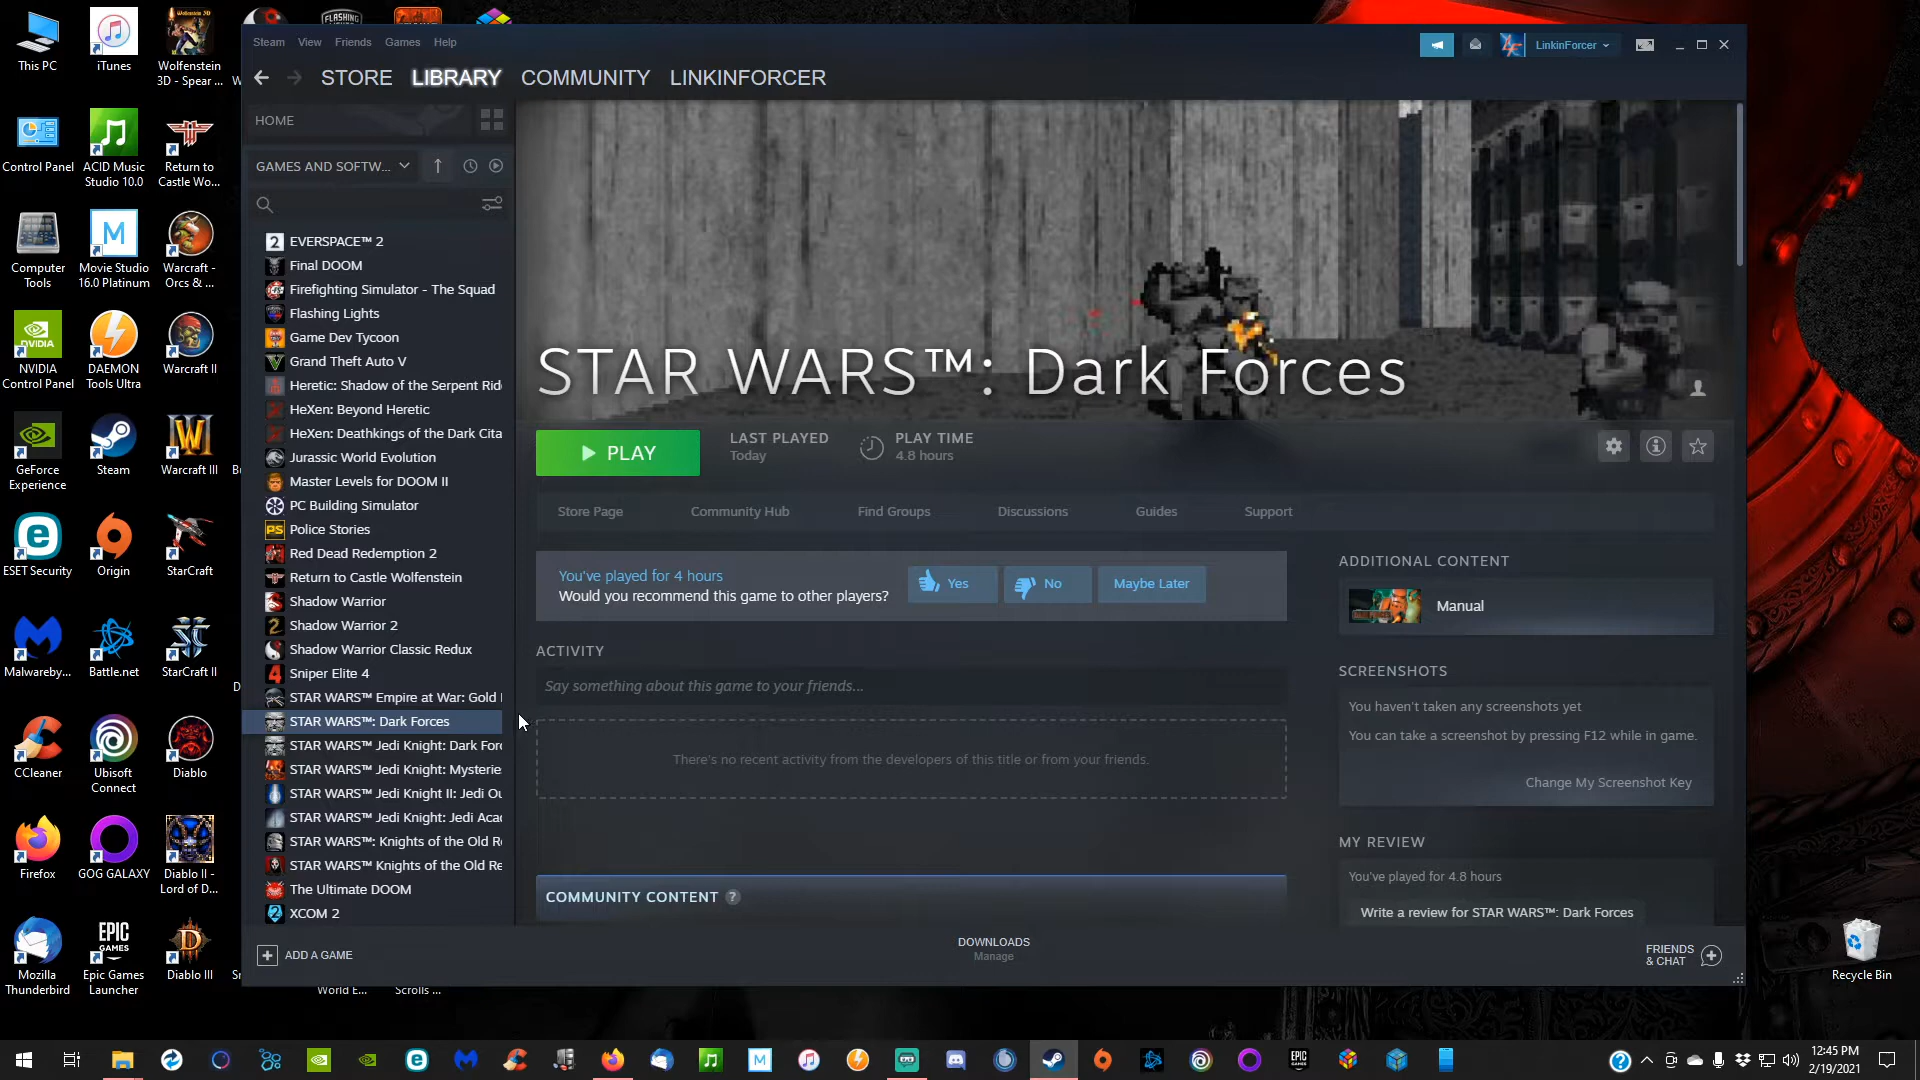 Steam View Friends Games Help
LinkinForcer
STORE LIBRARY COMMUNITY LINKINFORCER
HOME
GAMES AND SOFTW...
EVERSPACE™ 2
Final DOOM
Firefighting Simulator - The Squad
Flashing Lights
Game Dev Tycoon
Grand Theft Auto V
Heretic: Shadow of the Serpent Rid
HeXen: Beyond Heretic
HeXen: Deathkings of the Dark Cita
Jurassic World Evolution
Master Levels for DOOM II
PC Building Simulator
Police Stories
Red Dead Redemption 2
Return to Castle Wolfenstein
Shadow Warrior
Shadow Warrior 2
Shadow Warrior Classic Redux
Sniper Elite 4
STAR WARS™ Empire at War: Gold
STAR WARS™: Dark Forces
STAR WARS™ Jedi Knight: Dark Forc
STAR WARS™ Jedi Knight: Mysterie
STAR WARS™ Jedi Knight II: Jedi Ou
STAR WARS™ Jedi Knight: Jedi Acad
STAR WARS™: Knights of the Old Re
STAR WARS™ Knights of the Old Re
The Ultimate DOOM
XCOM 2
ADD A GAME
STAR WARS™: Dark Forces
PLAY
LAST PLAYED
Today
PLAY TIME
4.8 hours
Store Page Community Hub Find Groups Discussions Guides Support
You've played for 4 hours
Would you recommend this game to other players?
Yes No Maybe Later
ACTIVITY
Say something about this game to your friends...
There's no recent activity from the developers of this title or from your friends.
COMMUNITY CONTENT ?
ADDITIONAL CONTENT
Manual
SCREENSHOTS
You haven't taken any screenshots yet
You can take a screenshot by pressing F12 while in game.
Change My Screenshot Key
MY REVIEW
You've played for 4.8 hours
Write a review for STAR WARS™: Dark Forces
DOWNLOADS
Manage
FRIENDS
& CHAT
This PC
iTunes
Wolfenstein
3D - Spear ...
Control Panel
ACID Music
Studio 10.0
Return to
Castle Wo...
Computer
Tools
Movie Studio
16.0 Platinum
Warcraft -
Orcs & ...
NVIDIA
Control Panel
DAEMON
Tools Ultra
Warcraft II
GeForce
Experience
Steam
Warcraft III
ESET Security
Origin
StarCraft
Malwareby...
Battle.net
StarCraft II
CCleaner
Ubisoft
Connect
Diablo
Firefox
GOG GALAXY
Diablo II -
Lord of D...
Mozilla
Thunderbird
Epic Games
Launcher
Diablo III
World E...
Scrolls ...
Recycle Bin
12:45 PM
2/19/2021